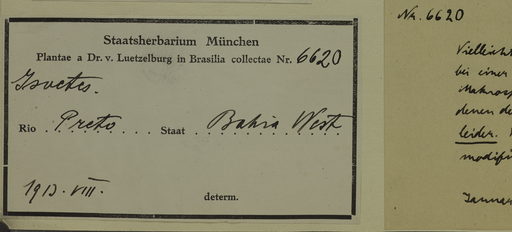 Staatsherbarium München
Plantae a Dr. v. Luetzelburg in Brasilia collectae Nr. 6620
Isoetes.
Rio Preto Staat Bahia West
1913. VIII.
determ.
Nr. 6620
Vielleicht
bei einer
Makrosp
denen de
leider.
modifi
Januar